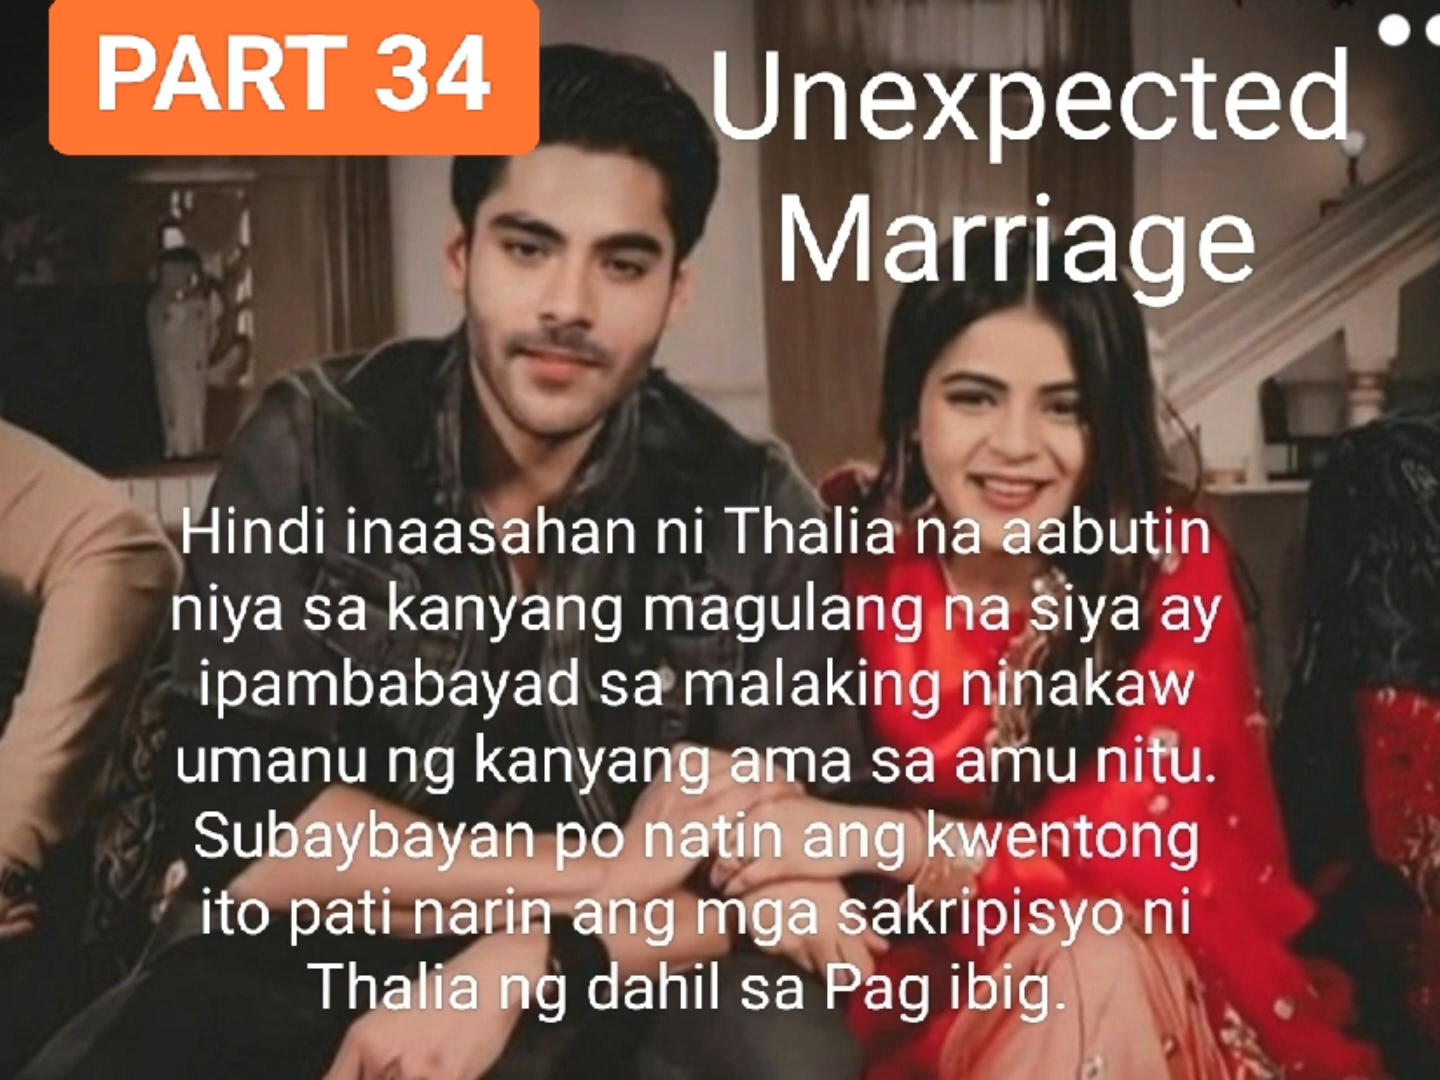 PART 34
Unexpected
Marriage
Hindi inaasahan ni Thalia na aabutin
niya sa kanyang magulang na siya ay
ipambabayad sa malaking ninakaw
umanu ng kanyang ama sa amu nitu.
Subaybayan po natin ang kwentong
ito pati narin ang mga sakripisyo ni
Thalia ng dahil sa Pag ibig.